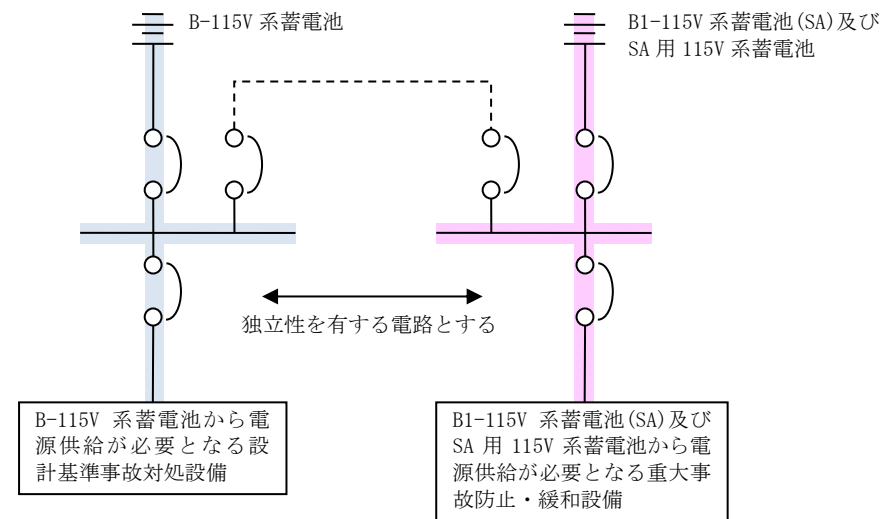 B-115V 系蓄電池
B1-115V 系蓄電池(SA)及び
SA 用 115V 系蓄電池
独立性を有する電路とする
B-115V 系蓄電池から電
源供給が必要となる設
計基準事故対処設備
B1-115V 系蓄電池(SA)及び
SA 用 115V 系蓄電池から電
源供給が必要となる重大事
故防止・緩和設備